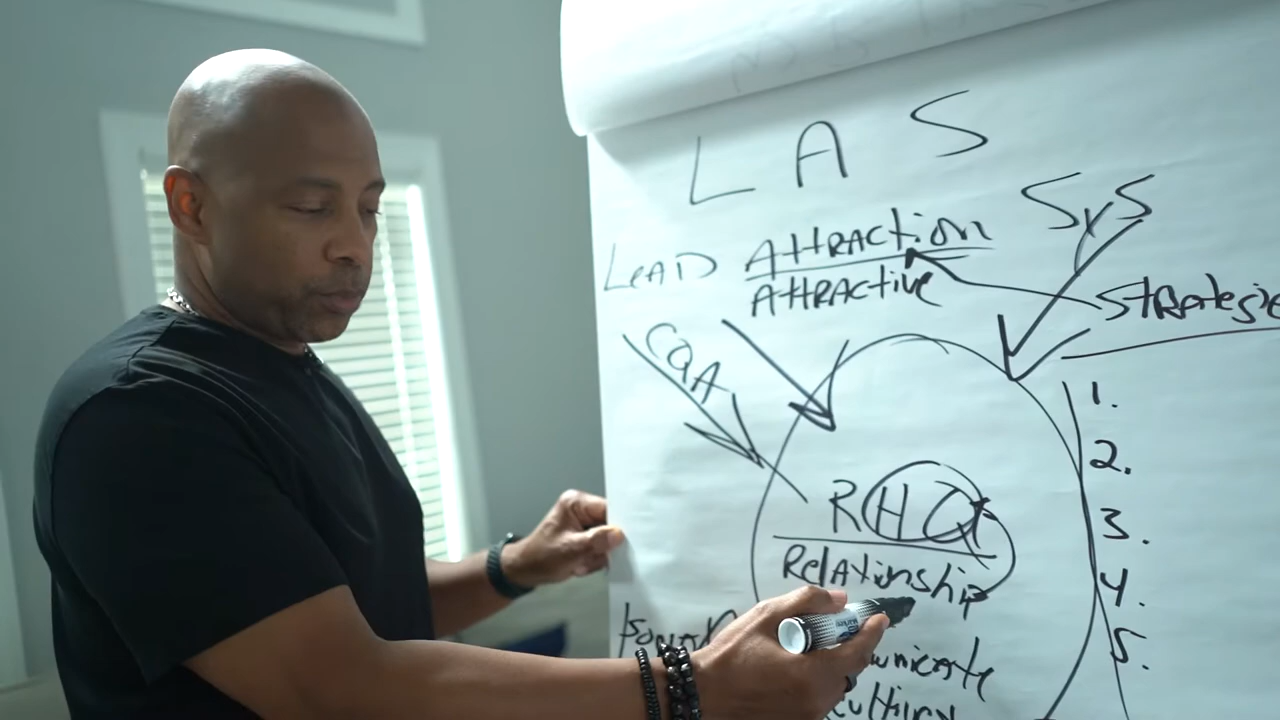 L A S
SYS
LEAD ATTRACTION
ATTRACTIVE
STRATEGIE
CQA
1.
2.
RHQ
3.
Relationship
4.
5.